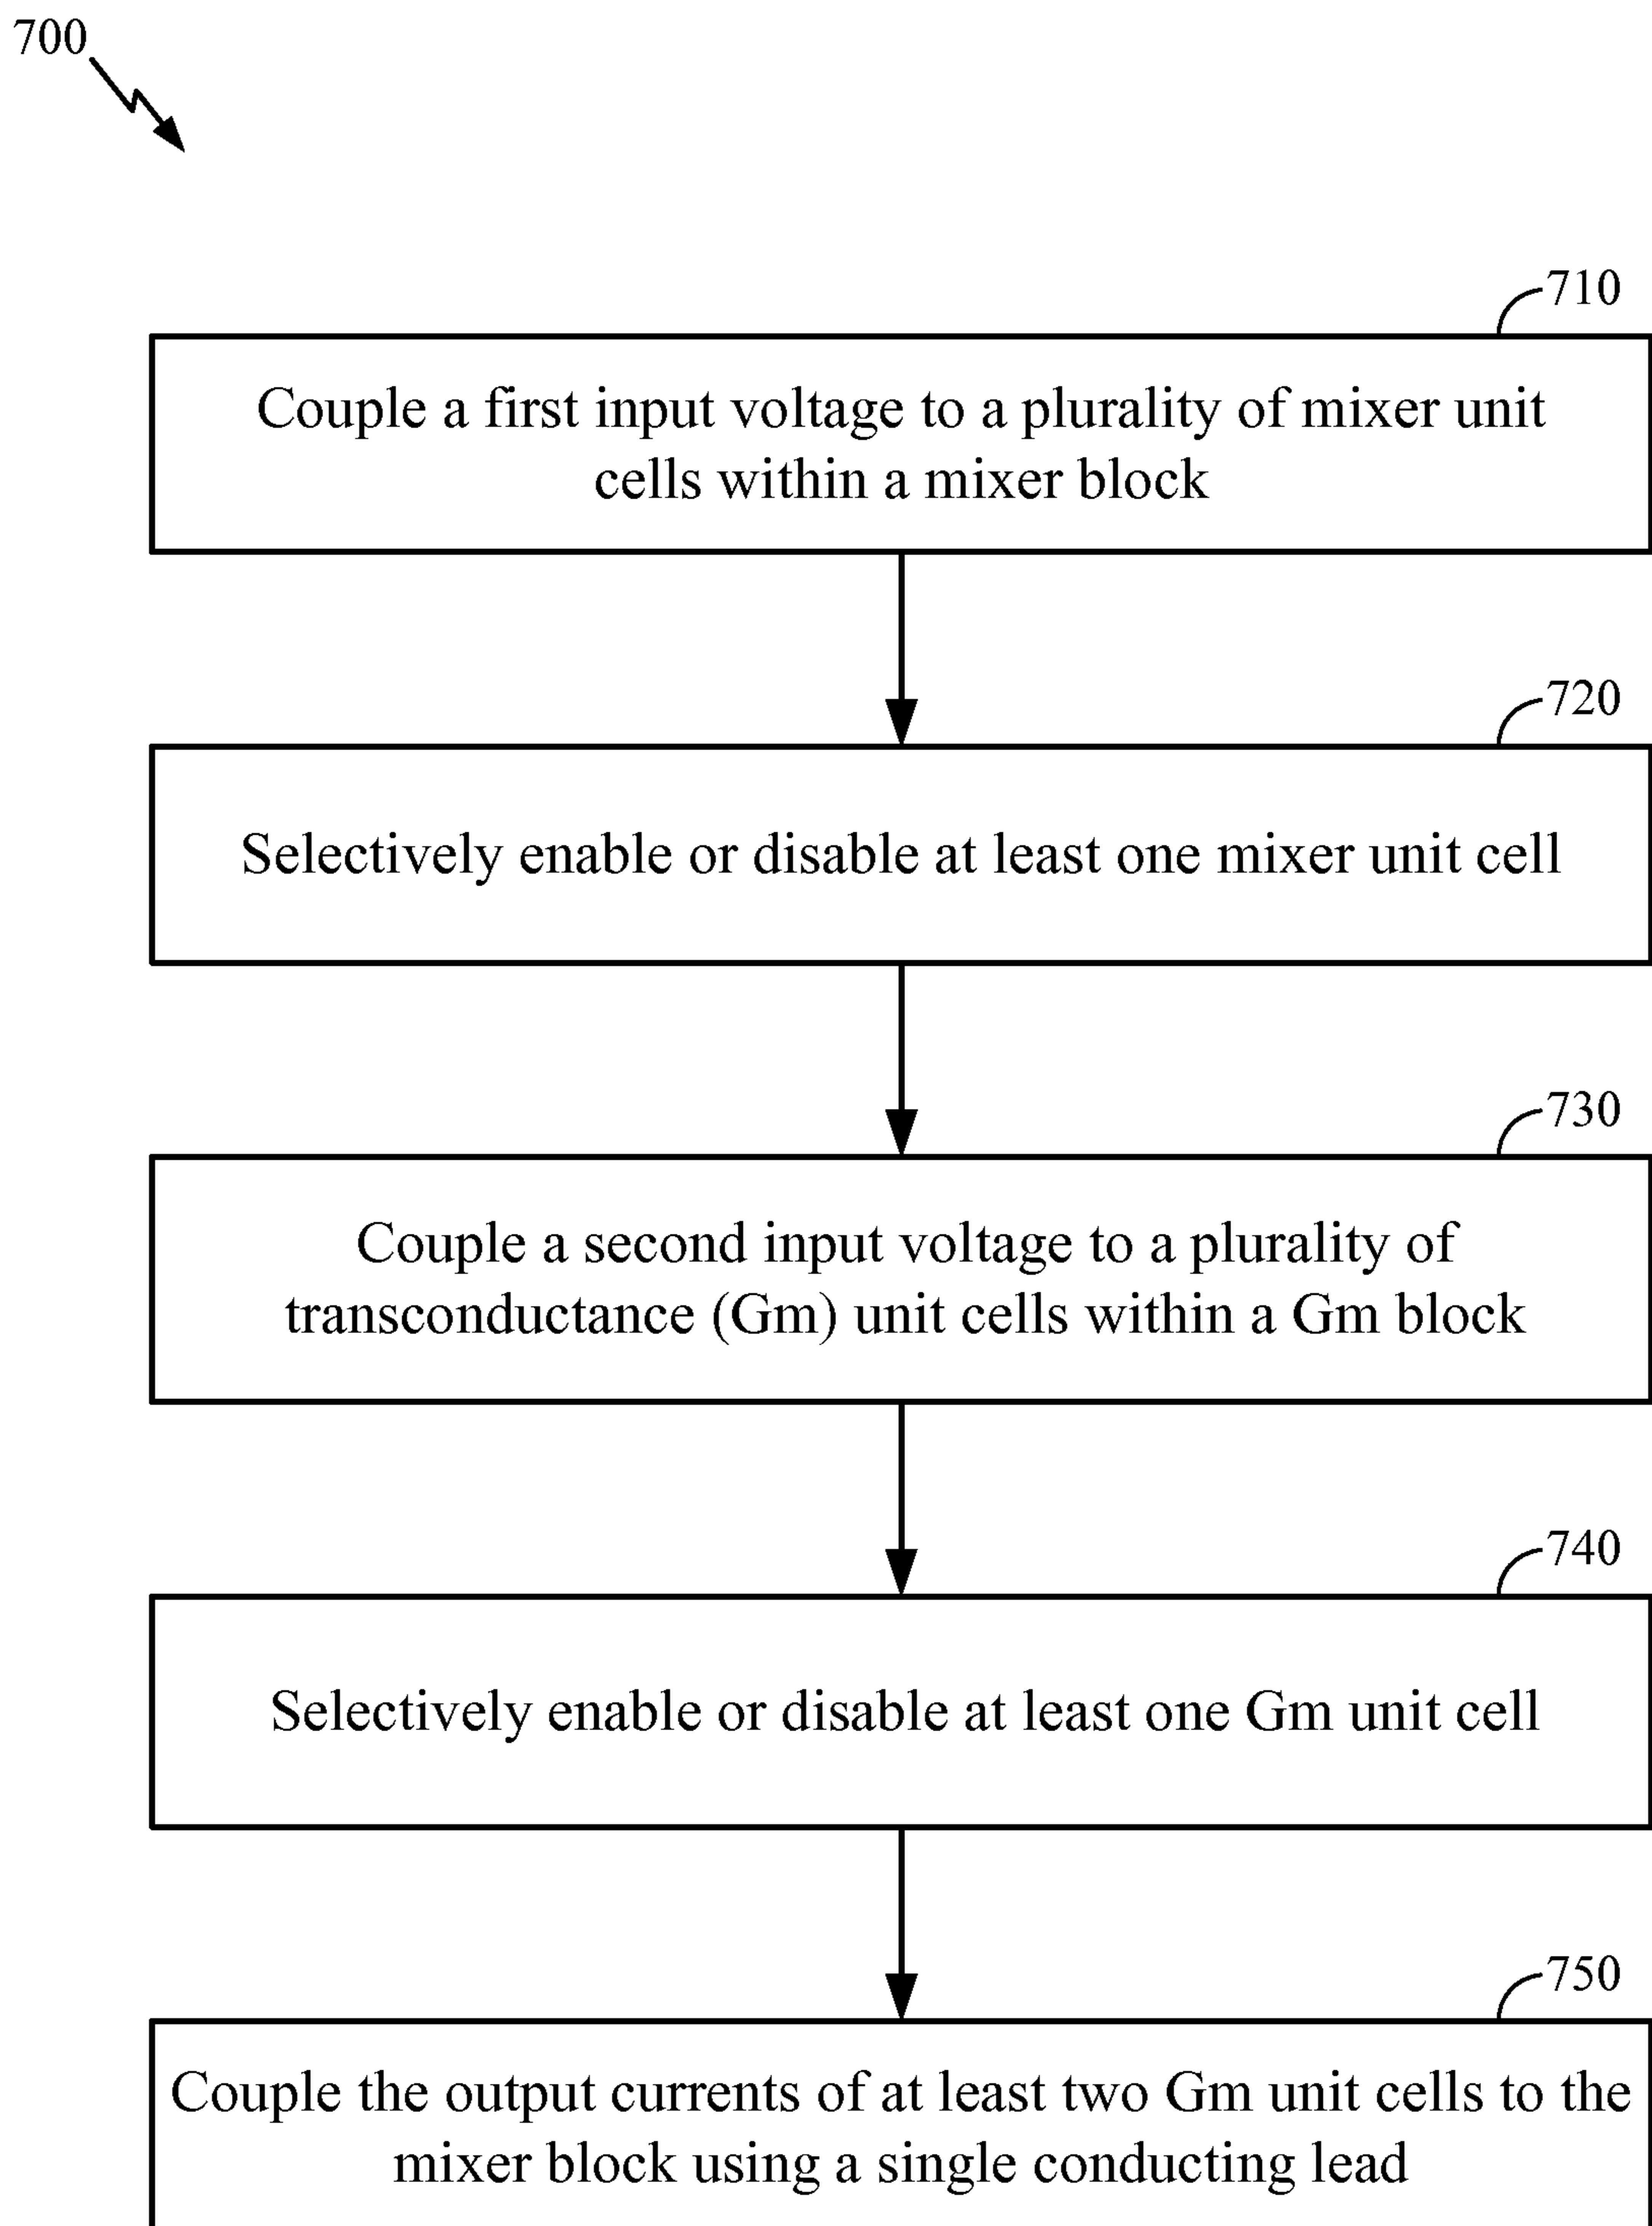 700
710
Couple a first input voltage to a plurality of mixer unit
cells within a mixer block
720
Selectively enable or disable at least one mixer unit cell
730
Couple a second input voltage to a plurality of
transconductance (Gm) unit cells within a Gm block
740
Selectively enable or disable at least one Gm unit cell
750
Couple the output currents of at least two Gm unit cells to the
mixer block using a single conducting lead